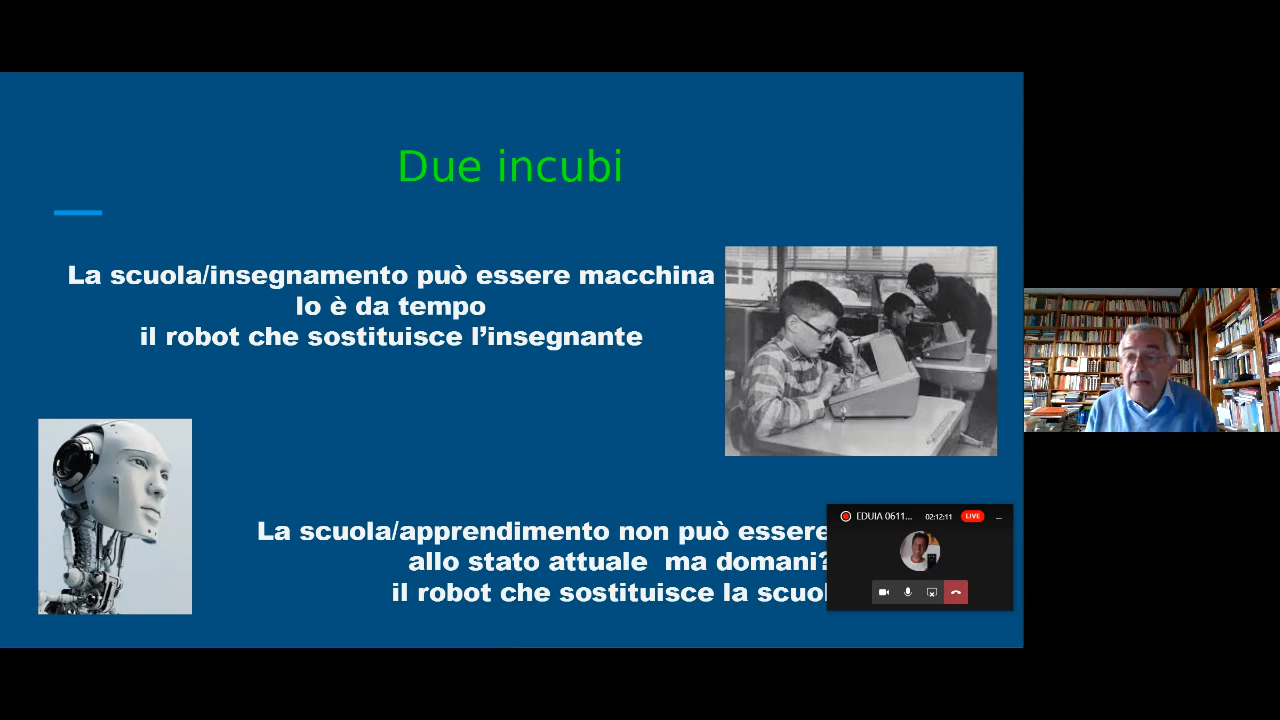 Due incubi
La scuola/insegnamento può essere macchina
lo è da tempo
il robot che sostituisce l’insegnante
La scuola/apprendimento non può essere
allo stato attuale  ma domani?
il robot che sostituisce la
EDUIA 0611...
02:12:11
LIVE